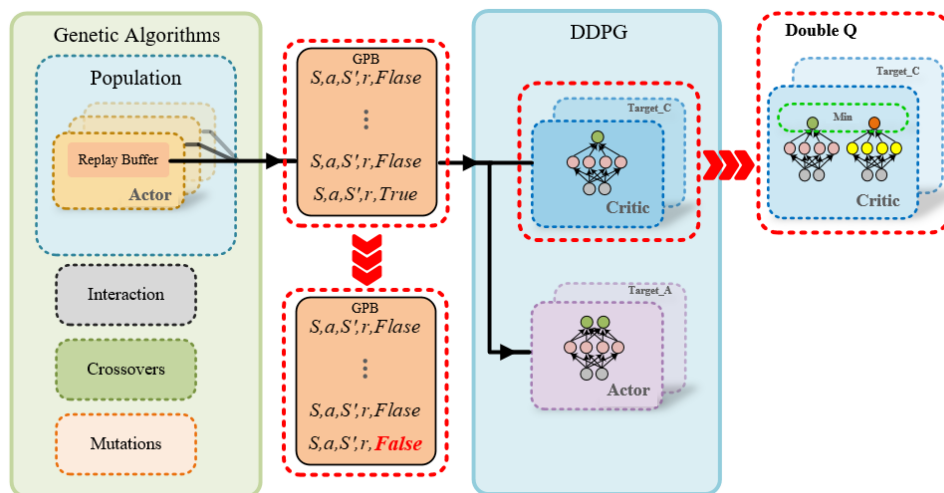 Genetic Algorithms
Population
Replay Buffer
Actor
Interaction
Crossovers
Mutations
GPB
S,a,S',r,Flase
⋮
S,a,S',r,Flase
S,a,S',r,True
GPB
S,a,S',r,Flase
⋮
S,a,S',r,Flase
S,a,S',r,False
DDPG
Target_C
Critic
Target_A
Actor
Double Q
Target_C
Min
Critic